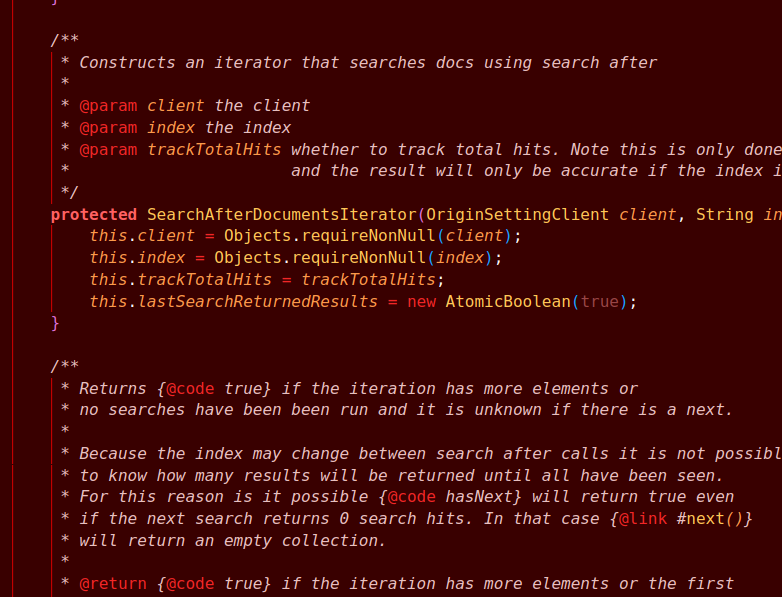 }
/**
* Constructs an iterator that searches docs using search after
*
* @param client the client
* @param index the index
* @param trackTotalHits whether to track total hits. Note this is only done
* and the result will only be accurate if the index i
*/
protected SearchAfterDocumentsIterator(OriginSettingClient client, String in
this.client = Objects.requireNonNull(client);
this.index = Objects.requireNonNull(index);
this.trackTotalHits = trackTotalHits;
this.lastSearchReturnedResults = new AtomicBoolean(true);
}
/**
* Returns {@code true} if the iteration has more elements or
* no searches have been been run and it is unknown if there is a next.
*
* Because the index may change between search after calls it is not possibl
* to know how many results will be returned until all have been seen.
* For this reason is it possible {@code hasNext} will return true even
* if the next search returns 0 search hits. In that case {@link #next()}
* will return an empty collection.
*
* @return {@code true} if the iteration has more elements or the first